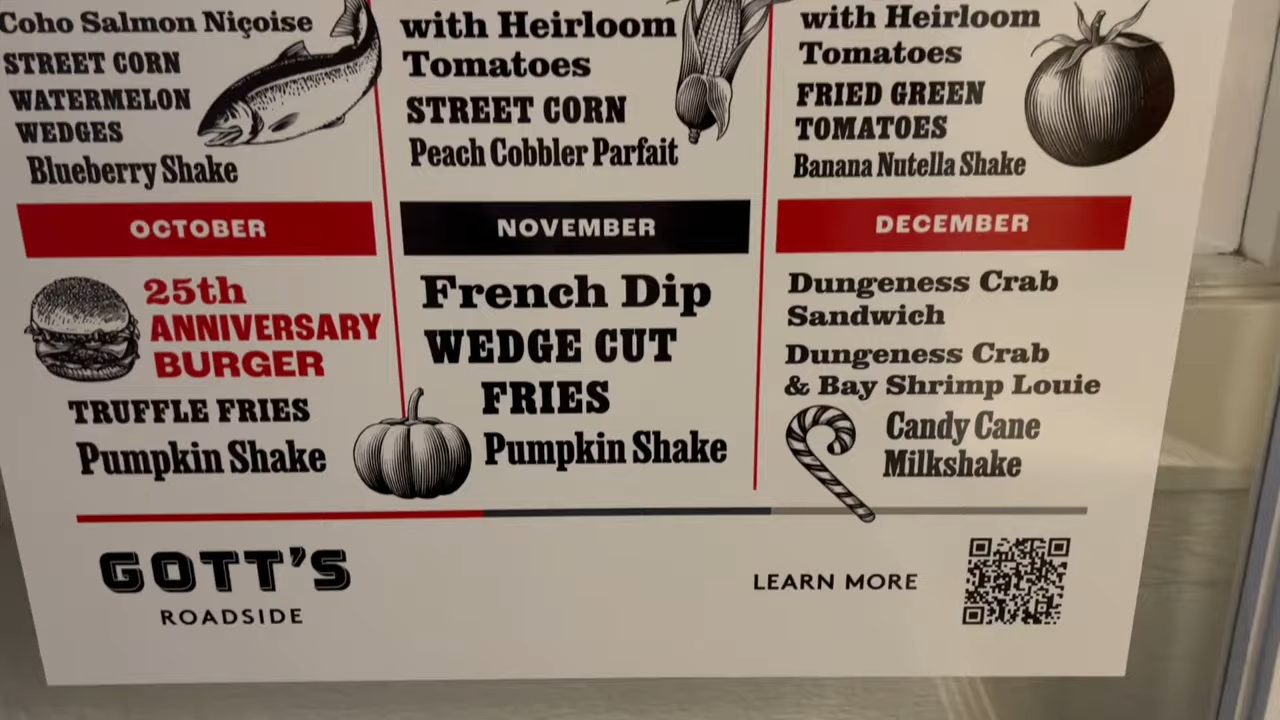 Coho Salmon Niçoise
STREET CORN
WATERMELON
WEDGES
Blueberry Shake
with Heirloom
Tomatoes
STREET CORN
Peach Cobbler Parfait
with Heirloom
Tomatoes
FRIED GREEN
TOMATOES
Banana Nutella Shake
OCTOBER
25th
ANNIVERSARY
BURGER
TRUFFLE FRIES
Pumpkin Shake
NOVEMBER
French Dip
WEDGE CUT
FRIES
Pumpkin Shake
DECEMBER
Dungeness Crab
Sandwich
Dungeness Crab
& Bay Shrimp Louie
Candy Cane
Milkshake
GOTT'S
ROADSIDE
LEARN MORE